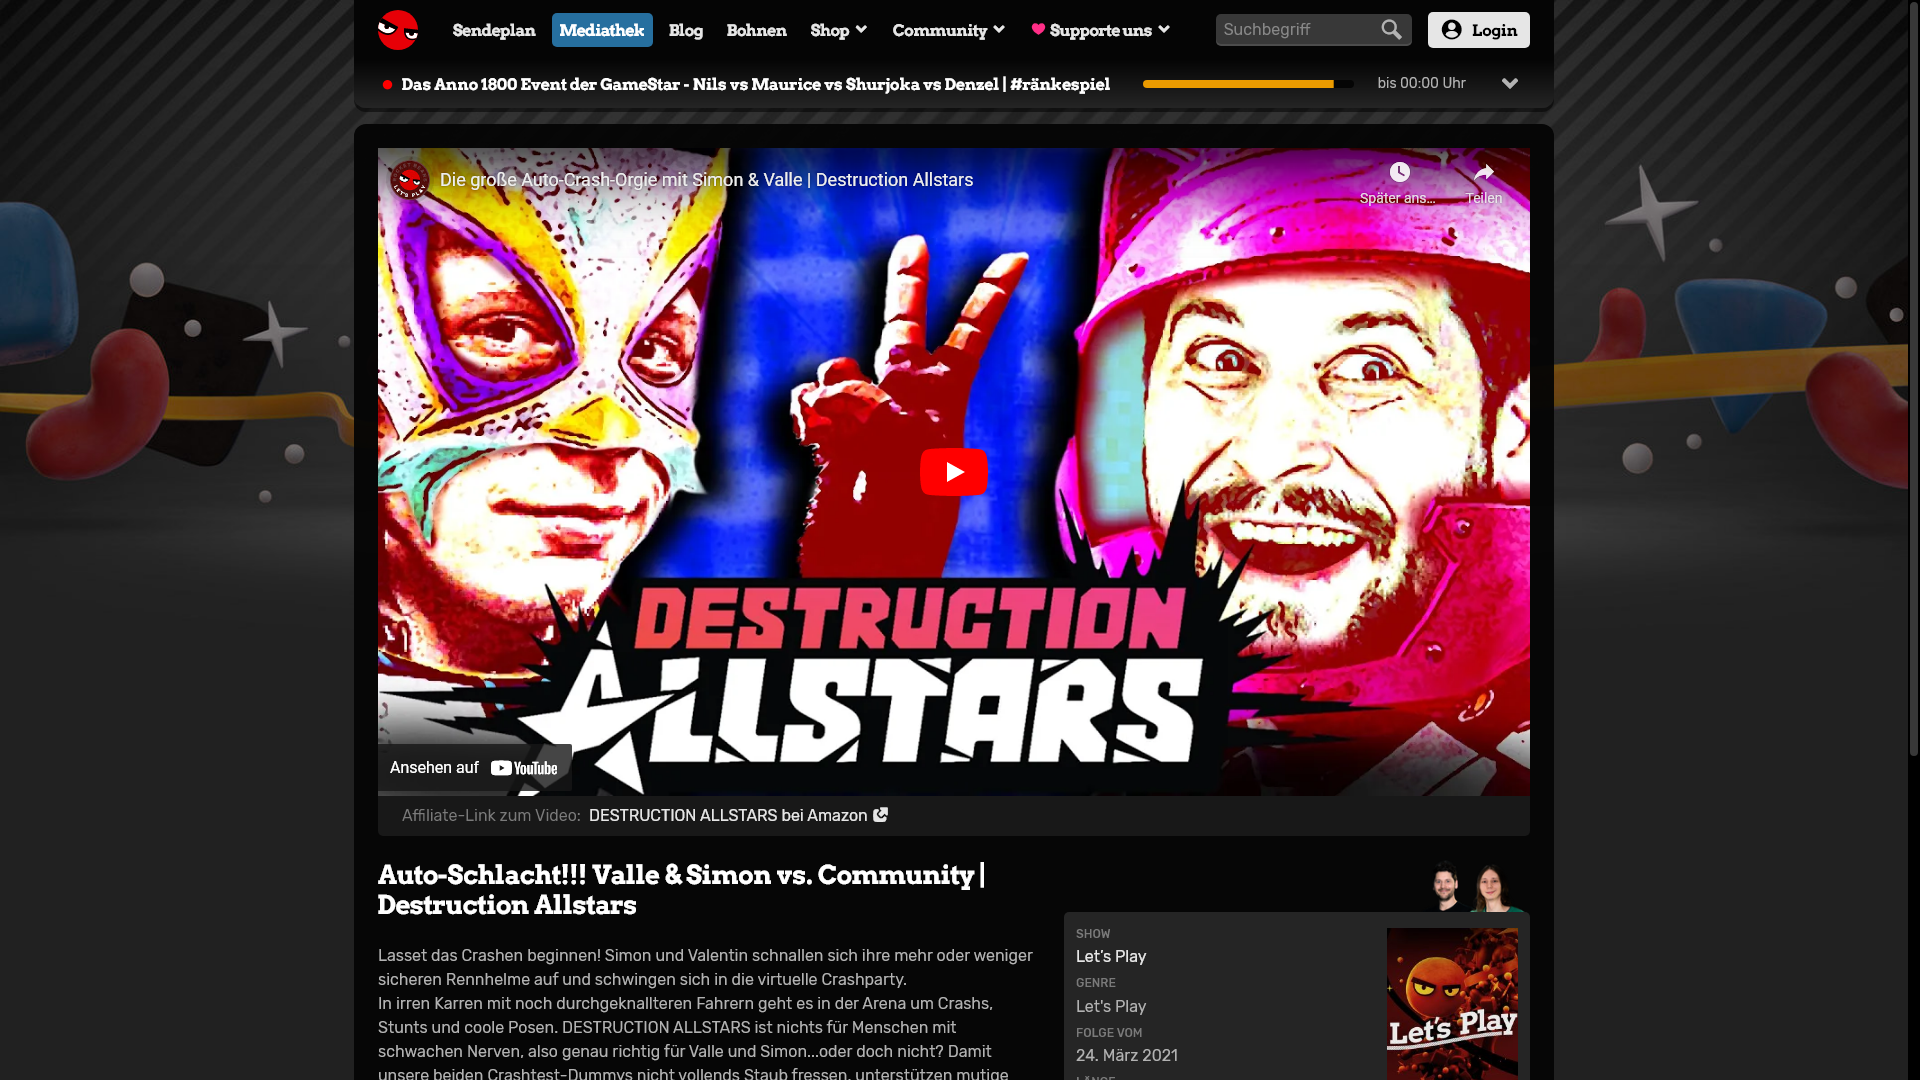 Sendeplan Mediathek Blog Bohnen Shop Community Supporte uns Suchbegriff Login
Das Anno 1800 Event der GameStar - Nils vs Maurice vs Shurjoka vs Denzel | #ränkespiel bis 00:00 Uhr
Die große Auto-Crash-Orgie mit Simon & Valle | Destruction Allstars
Später ans...
Teilen
LET'S PLAY
DESTRUCTION
ALLSTARS
Ansehen auf YouTube
Affiliate-Link zum Video: DESTRUCTION ALLSTARS bei Amazon
Auto-Schlacht!!! Valle & Simon vs. Community |
Destruction Allstars
Lasset das Crashen beginnen! Simon und Valentin schnallen sich ihre mehr oder weniger
sicheren Rennhelme auf und schwingen sich in die virtuelle Crashparty.
In irren Karren mit noch durchgeknallteren Fahrern geht es in der Arena um Crashs,
Stunts und coole Posen. DESTRUCTION ALLSTARS ist nichts für Menschen mit
schwachen Nerven, also genau richtig für Valle und Simon...oder doch nicht? Damit
unsere beiden Crashtest-Dummys nicht vollends Staub fressen, unterstützen mutige
SHOW
Let's Play
GENRE
Let's Play
FOLGE VOM
24. März 2021
LÄNGE
Let's Play